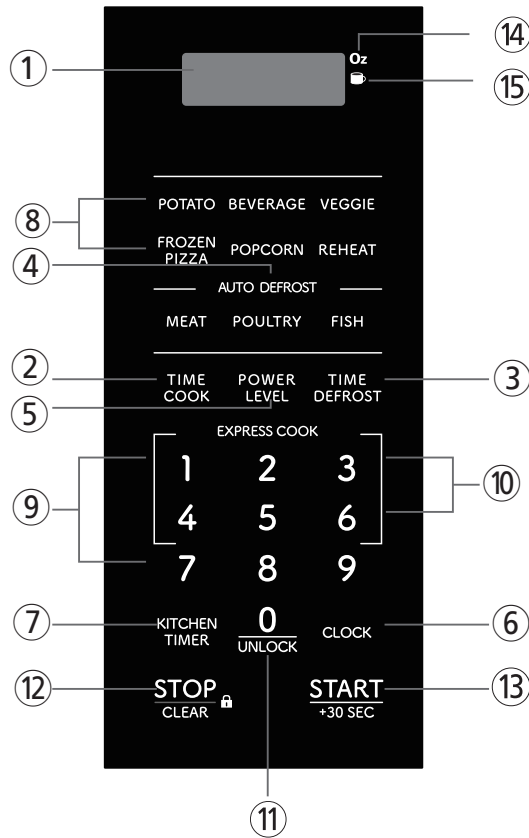 ⑭
① Oz
⑮
POTATO BEVERAGE VEGGIE
⑧
FROZEN PIZZA POPCORN REHEAT
④
AUTO DEFROST
MEAT POULTRY FISH
② ③
TIME POWER TIME
COOK LEVEL DEFROST
⑤
EXPRESS COOK
1 2 3
⑨ ⑩
4 5 6
7 8 9
⑦ ⑥
KITCHEN 0 CLOCK
TIMER UNLOCK
⑫ STOP START ⑬
CLEAR +30 SEC
⑪